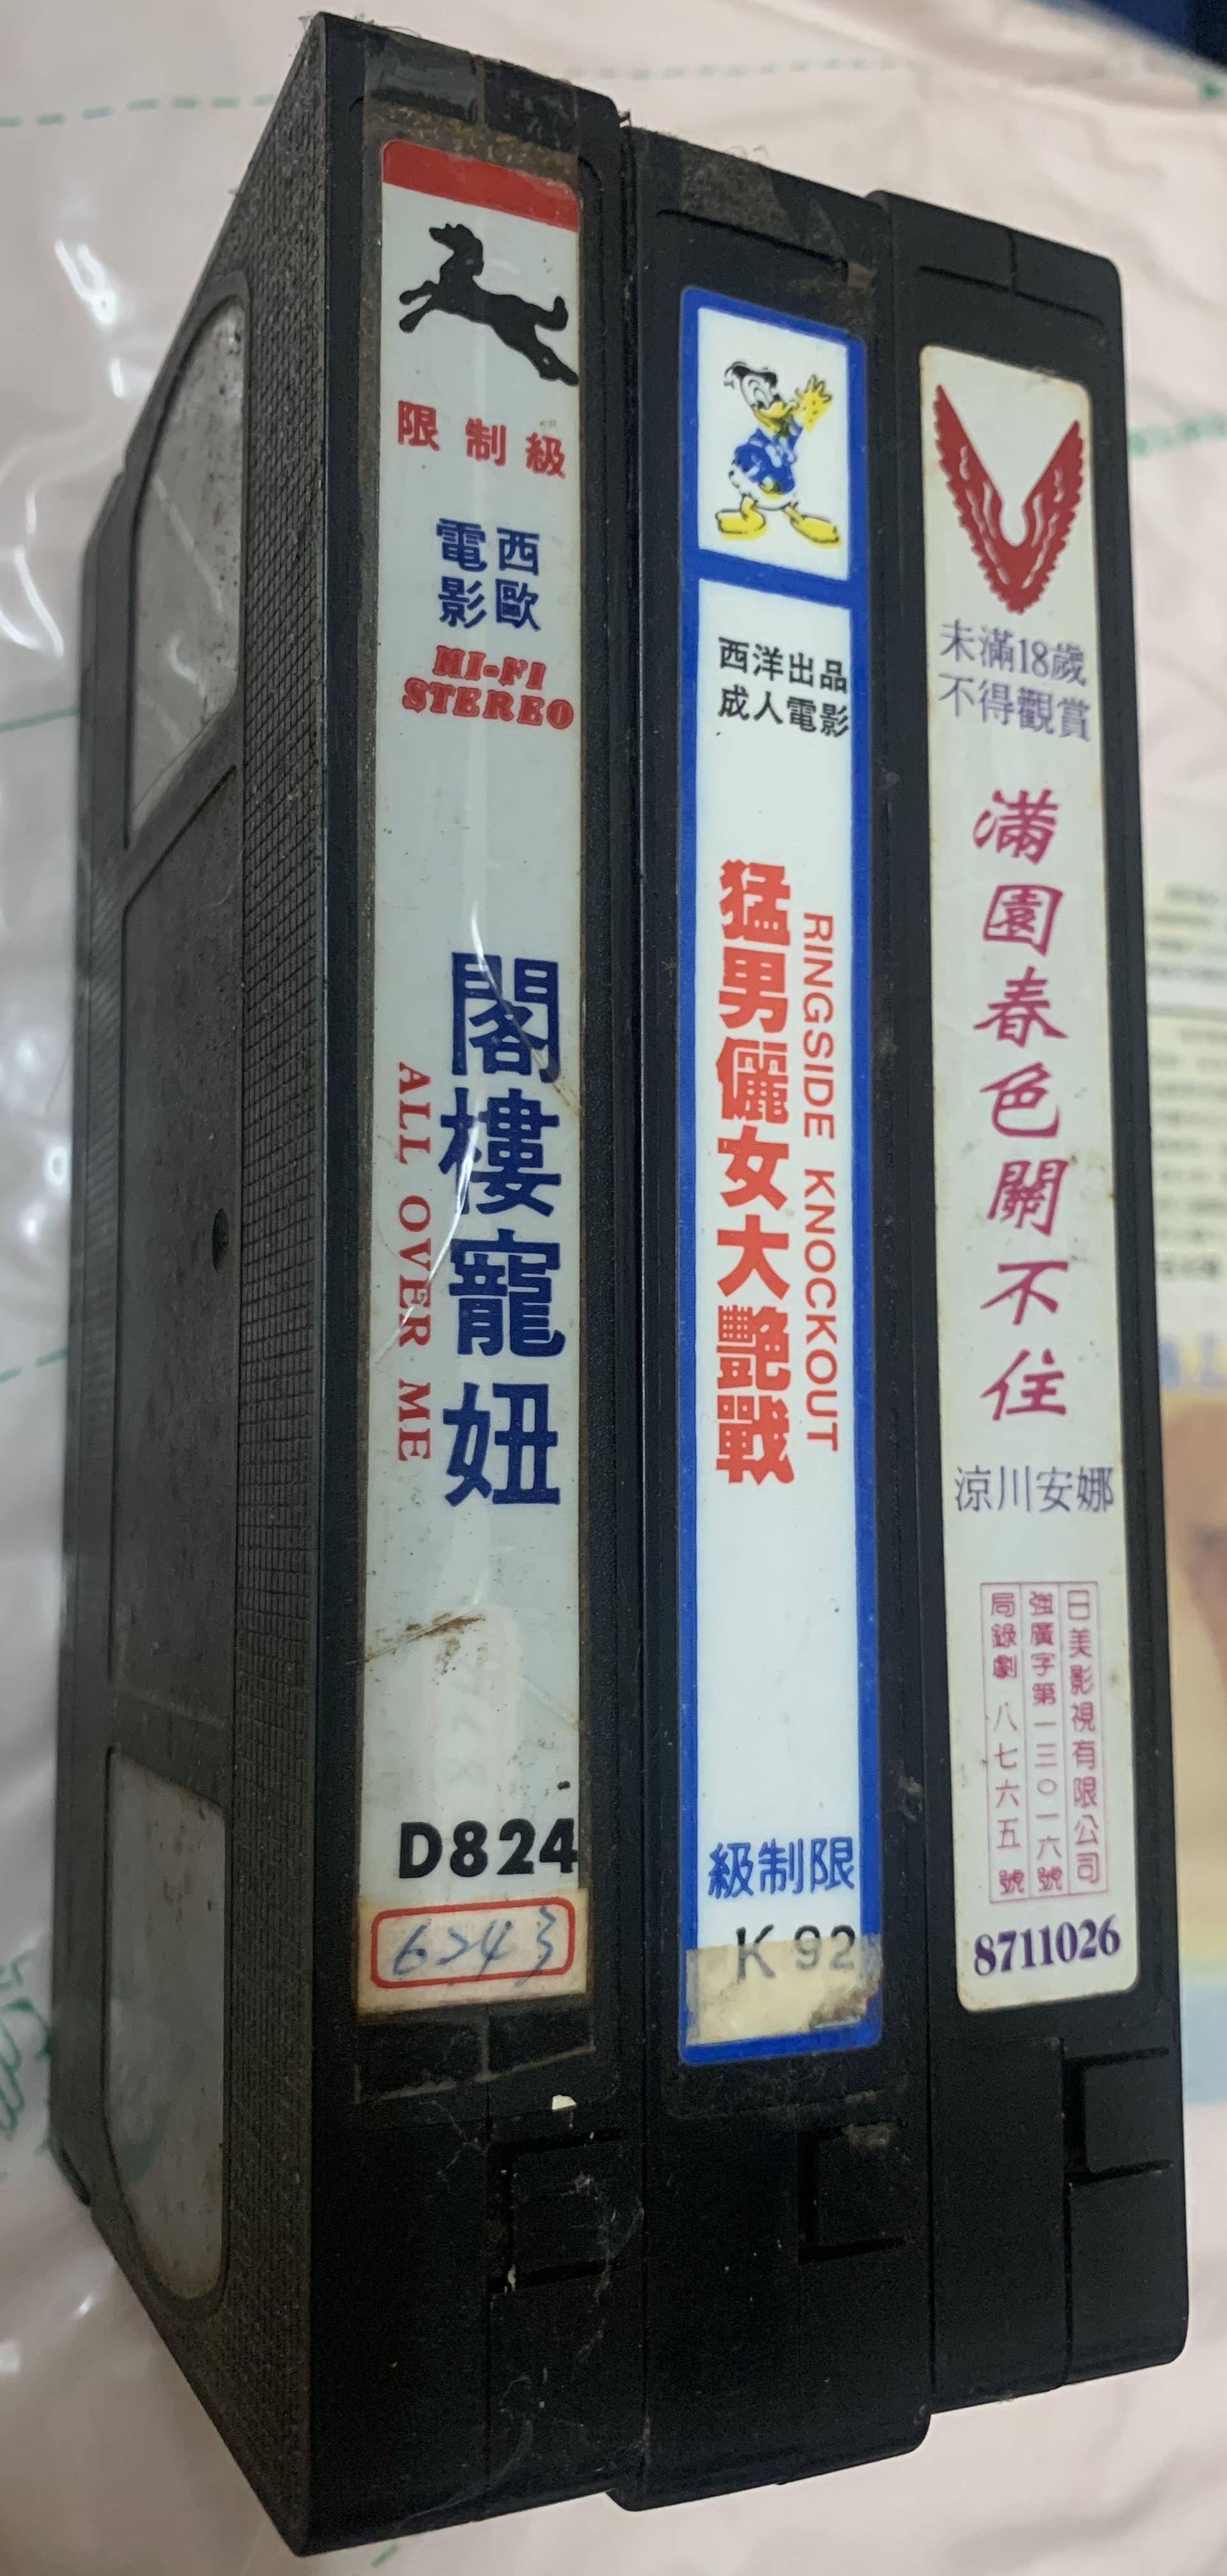 限制級
西歐
電影
HI-FI
STEREO
閣樓寵妞
ALL OVER ME
D824
6243
西洋出品
成人電影
RINGSIDE KNOCKOUT
猛男儷女大艷戰
級制限
K 92
未滿18歲
不得觀賞
滿園春色關不住
涼川安娜
日美影視有限公司
強廣字第一三〇一六號
局錄劇八七六五號
8711026